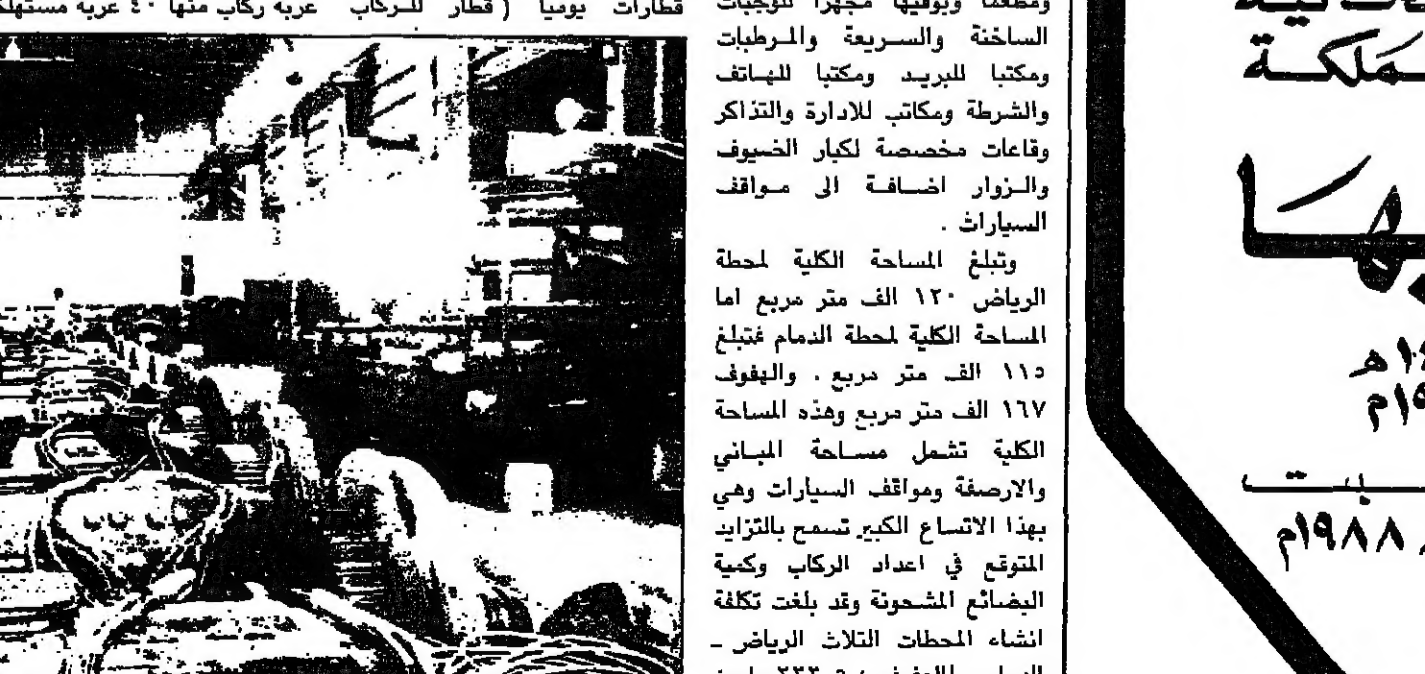 مملكة
بها
هـ
م
١٩٨٨م
ومطعما وبوفيها مجهزا للوجبات
الساخنة والسريعة والمرطبات
ومكتبا للبريد ومكتبا للهاتف
والشرطة ومكاتب للادارة والتذاكر
وقاعات مخصصة لكبار الضيوف
والزوار اضافة الى مواقف
السيارات .
وتبلغ المساحة الكلية لمحطة
الرياض ١٢٠ الف متر مربع اما
المساحة الكلية لمحطة الدمام فتبلغ
١١٥ الف متر مربع . والهفوف
١٦٧ الف متر مربع وهذه المساحة
الكلية تشمل مساحة المباني
والارصفة ومواقف السيارات وهي
بهذا الاتساع الكبير تسمح بالتزايد
المتوقع في اعداد الركاب وكمية
البضائع المشحونة وقد بلغت تكلفة
انشاء المحطات الثلاث الرياض ـ
عربة ركاب منها ٤٠ عربة
قطارات يوميا ( قطار للركاب